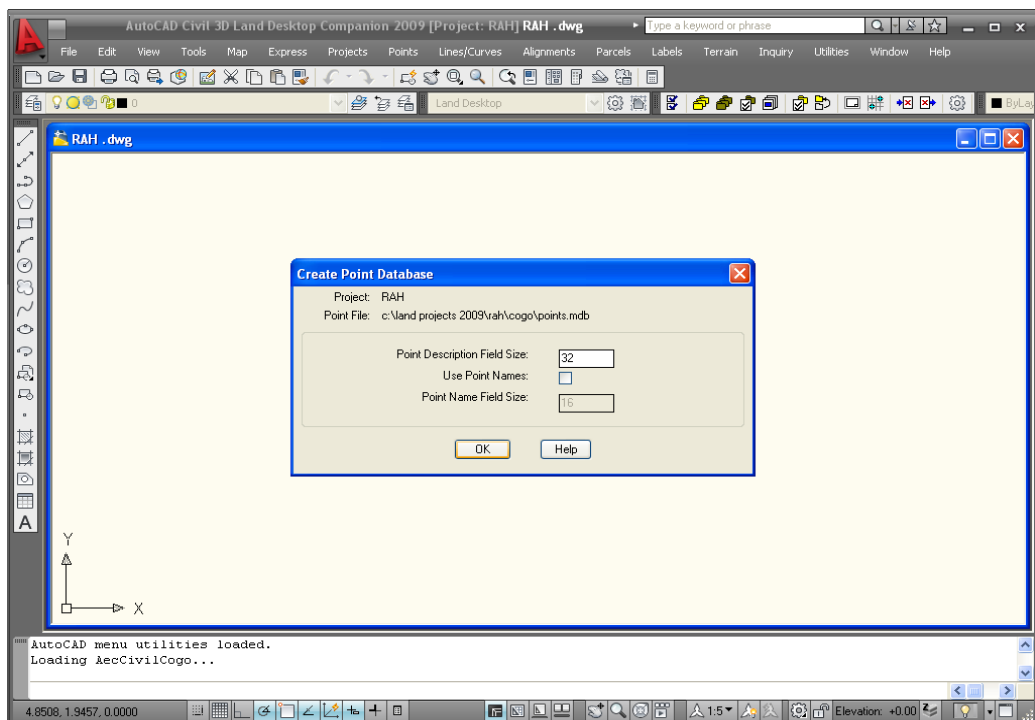 AutoCAD Civil 3D Land Desktop Companion 2009 [Project: RAH] RAH .dwg
Type a keyword or phrase
File Edit View Tools Map Express Projects Points Lines/Curves Alignments Parcels Labels Terrain Inquiry Utilities Window Help
0 Land Desktop ByLay
RAH .dwg
Create Point Database
Project: RAH
Point File: c:\land projects 2009\rah\cogo\points.mdb
Point Description Field Size: 32
Use Point Names:
Point Name Field Size: 16
OK Help
A
Y
X
AutoCAD menu utilities loaded.
Loading AecCivilCogo...
4.8508, 1.9457, 0.0000 1:5 Elevation: +0.00